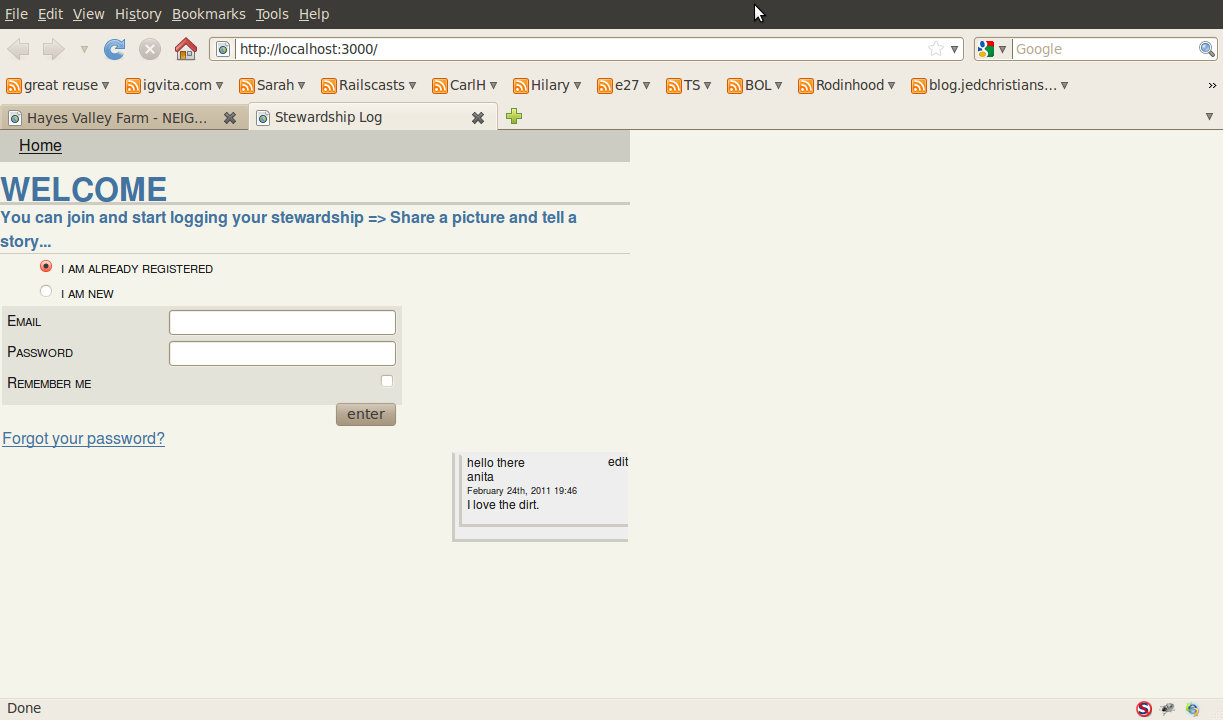 File Edit View History Bookmarks Tools Help
http://localhost:3000/ Google
great reuse igvita.com Sarah Railscasts CarlH Hilary e27 TS BOL Rodinhood blog.jedchristians... »
Hayes Valley Farm - NEIG... Stewardship Log
Home
WELCOME
You can join and start logging your stewardship => Share a picture and tell a
story...
I AM ALREADY REGISTERED
I AM NEW
EMAIL
PASSWORD
REMEMBER ME
enter
Forgot your password?
hello there edit
anita
February 24th, 2011 19:46
I love the dirt.
Done